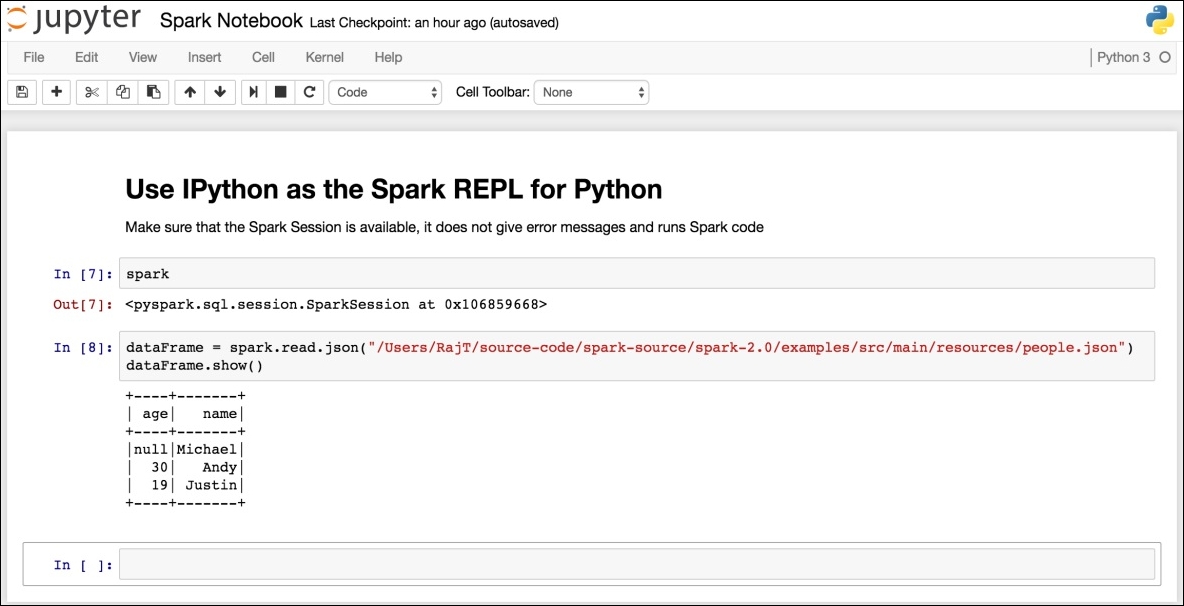 jupyter Spark Notebook Last Checkpoint: an hour ago (autosaved)
File Edit View Insert Cell Kernel Help Python 3
Code Cell Toolbar: None
Use IPython as the Spark REPL for Python
Make sure that the Spark Session is available, it does not give error messages and runs Spark code
In [7]: spark
Out[7]: <pyspark.sql.session.SparkSession at 0x106859668>
In [8]: dataFrame = spark.read.json("/Users/RajT/source-code/spark-source/spark-2.0/examples/src/main/resources/people.json")
dataFrame.show()
+----+-------+
| age|   name|
+----+-------+
|null|Michael|
|  30|   Andy|
|  19| Justin|
+----+-------+
In [ ]: